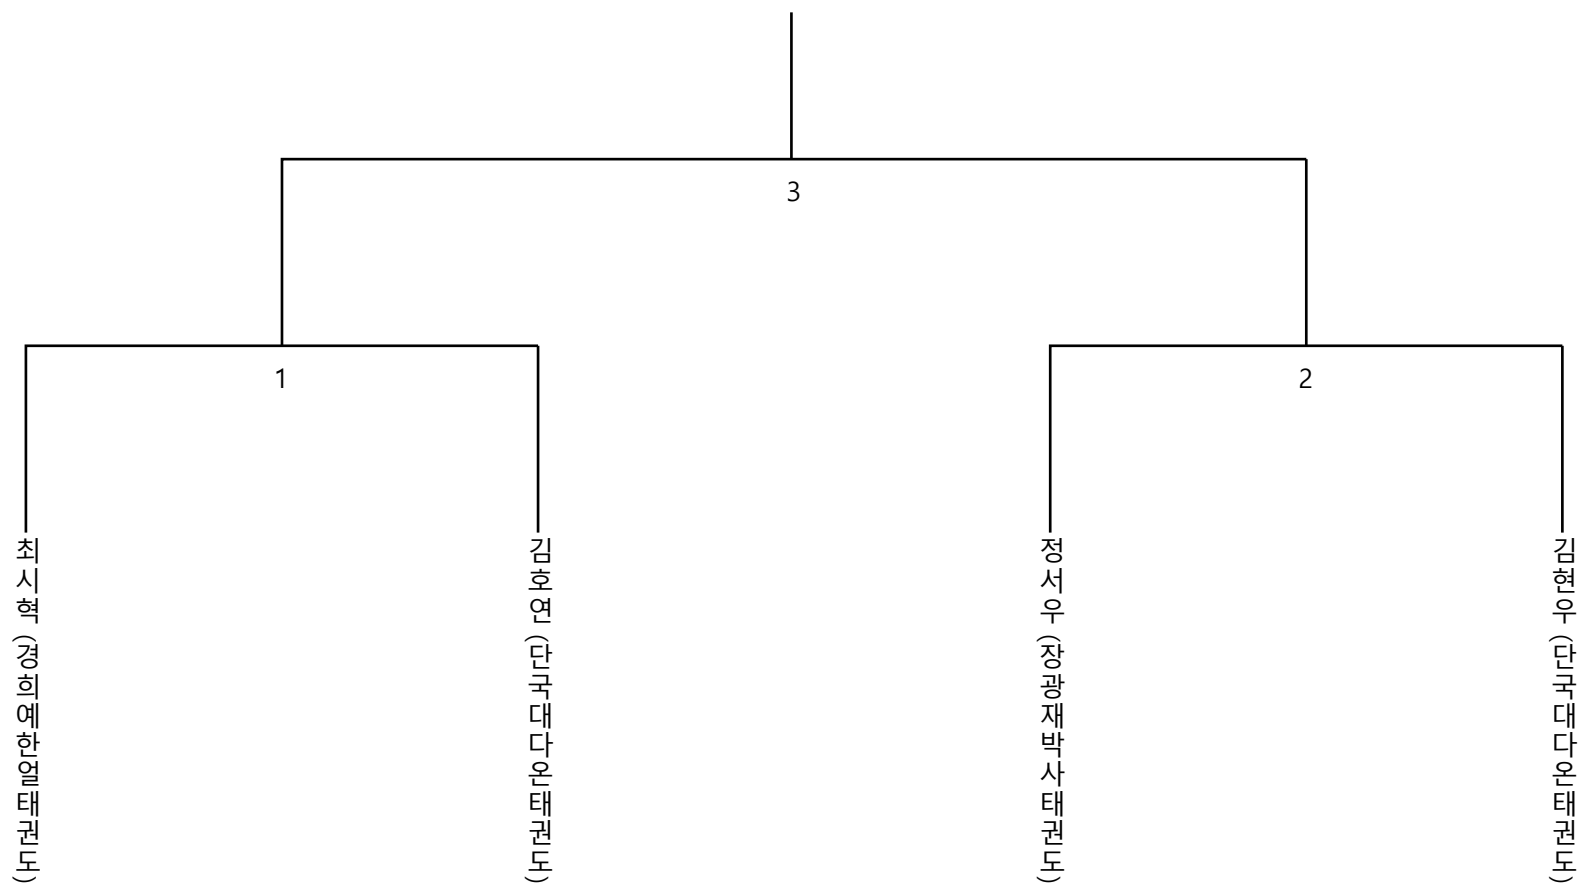 3
1
2
최시혁 (경희예한얼태권도)
김호연 (단국대다온태권도)
정서우 (장광재박사태권도)
김현우 (단국대다온태권도)